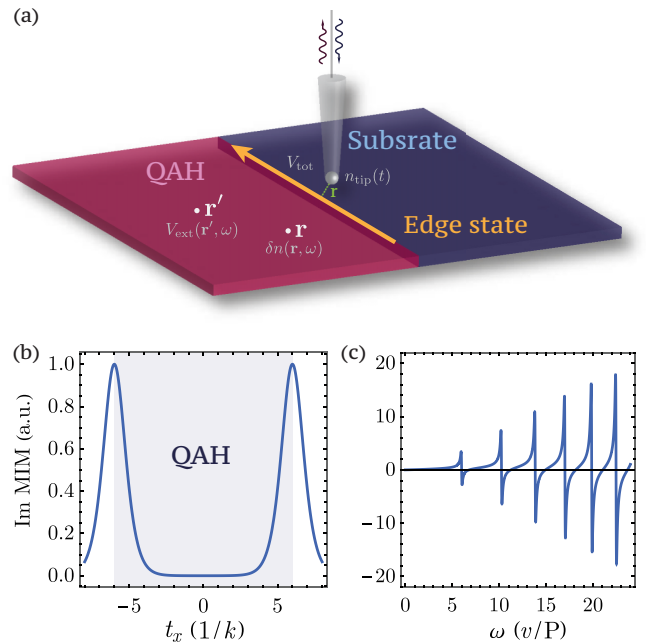 (a)
Subsrate
QAH
V_tot
n_tip(t)
r
r′
V_ext(r′, ω)
r
δn(r, ω)
Edge state
(b)
Im MIM (a.u.)
1.0
0.8
0.6
0.4
0.2
0.0
QAH
−5 0 5
t_x (1/k)
(c)
20
10
0
−10
−20
0 5 10 15 20
ω (v/P)